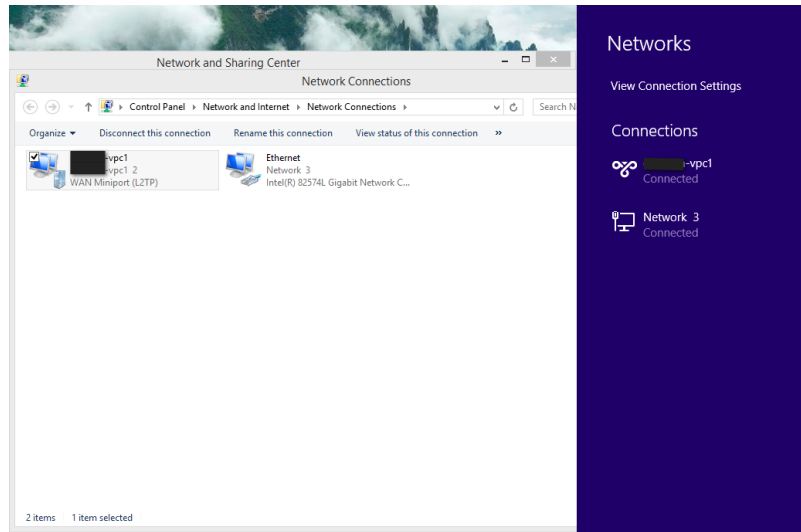 Network and Sharing Center
Network Connections
Control Panel Network and Internet Network Connections
Search N
Organize Disconnect this connection Rename this connection View status of this connection »
-vpc1
-vpc1 2
WAN Miniport (L2TP)
Ethernet
Network 3
Intel(R) 82574L Gigabit Network C...
2 items 1 item selected
Networks
View Connection Settings
Connections
-vpc1
Connected
Network 3
Connected